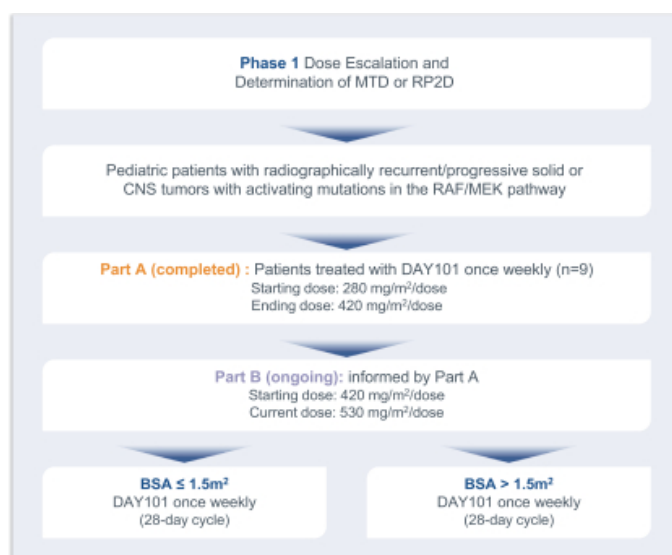 Phase 1 Dose Escalation and
Determination of MTD or RP2D
Pediatric patients with radiographically recurrent/progressive solid or
CNS tumors with activating mutations in the RAF/MEK pathway
Part A (completed) : Patients treated with DAY101 once weekly (n=9)
Starting dose: 280 mg/m²/dose
Ending dose: 420 mg/m²/dose
Part B (ongoing): informed by Part A
Starting dose: 420 mg/m²/dose
Current dose: 530 mg/m²/dose
BSA ≤ 1.5m²
DAY101 once weekly
(28-day cycle)
BSA > 1.5m²
DAY101 once weekly
(28-day cycle)